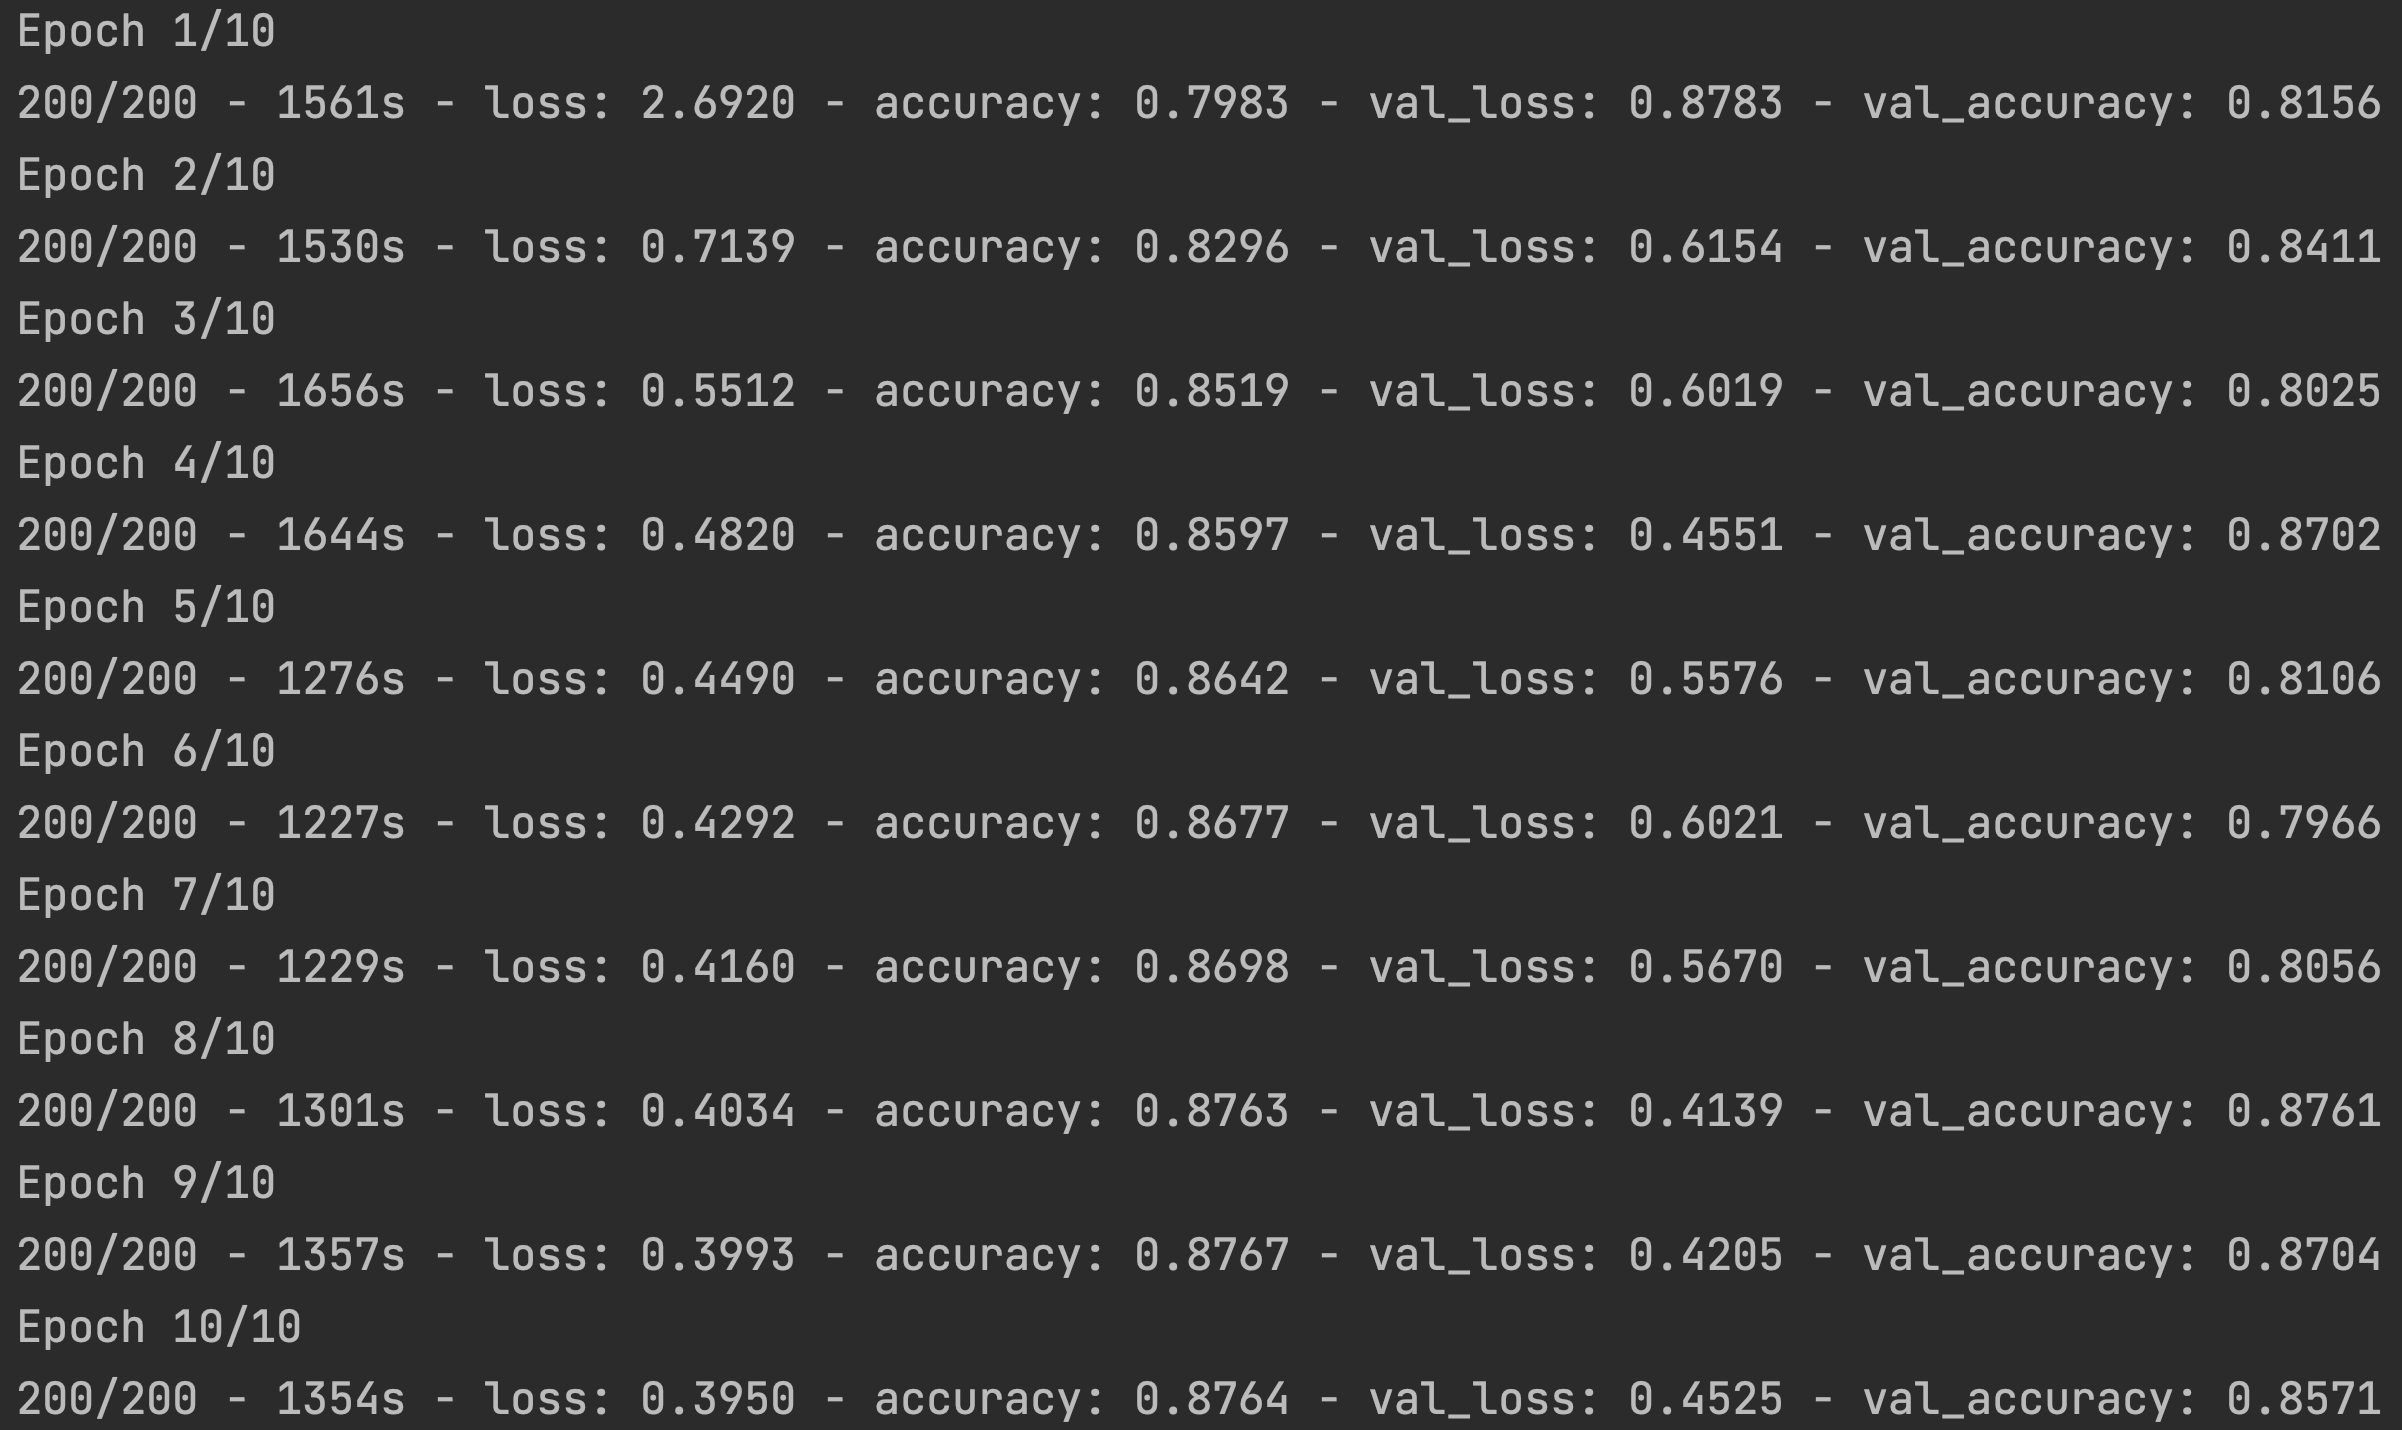 Epoch 1/10
200/200 - 1561s - loss: 2.6920 - accuracy: 0.7983 - val_loss: 0.8783 - val_accuracy: 0.8156
Epoch 2/10
200/200 - 1530s - loss: 0.7139 - accuracy: 0.8296 - val_loss: 0.6154 - val_accuracy: 0.8411
Epoch 3/10
200/200 - 1656s - loss: 0.5512 - accuracy: 0.8519 - val_loss: 0.6019 - val_accuracy: 0.8025
Epoch 4/10
200/200 - 1644s - loss: 0.4820 - accuracy: 0.8597 - val_loss: 0.4551 - val_accuracy: 0.8702
Epoch 5/10
200/200 - 1276s - loss: 0.4490 - accuracy: 0.8642 - val_loss: 0.5576 - val_accuracy: 0.8106
Epoch 6/10
200/200 - 1227s - loss: 0.4292 - accuracy: 0.8677 - val_loss: 0.6021 - val_accuracy: 0.7966
Epoch 7/10
200/200 - 1229s - loss: 0.4160 - accuracy: 0.8698 - val_loss: 0.5670 - val_accuracy: 0.8056
Epoch 8/10
200/200 - 1301s - loss: 0.4034 - accuracy: 0.8763 - val_loss: 0.4139 - val_accuracy: 0.8761
Epoch 9/10
200/200 - 1357s - loss: 0.3993 - accuracy: 0.8767 - val_loss: 0.4205 - val_accuracy: 0.8704
Epoch 10/10
200/200 - 1354s - loss: 0.3950 - accuracy: 0.8764 - val_loss: 0.4525 - val_accuracy: 0.8571